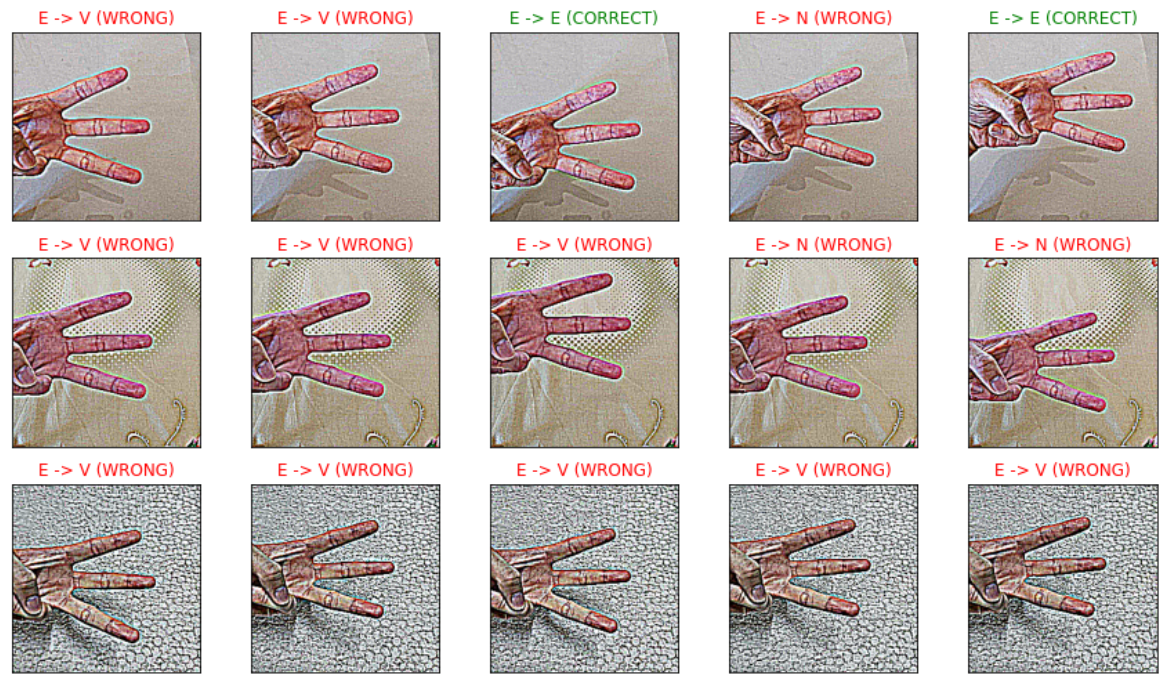 E -> V (WRONG) E -> V (WRONG) E -> E (CORRECT) E -> N (WRONG) E -> E (CORRECT)
E -> V (WRONG) E -> V (WRONG) E -> V (WRONG) E -> N (WRONG) E -> N (WRONG)
E -> V (WRONG) E -> V (WRONG) E -> V (WRONG) E -> V (WRONG) E -> V (WRONG)